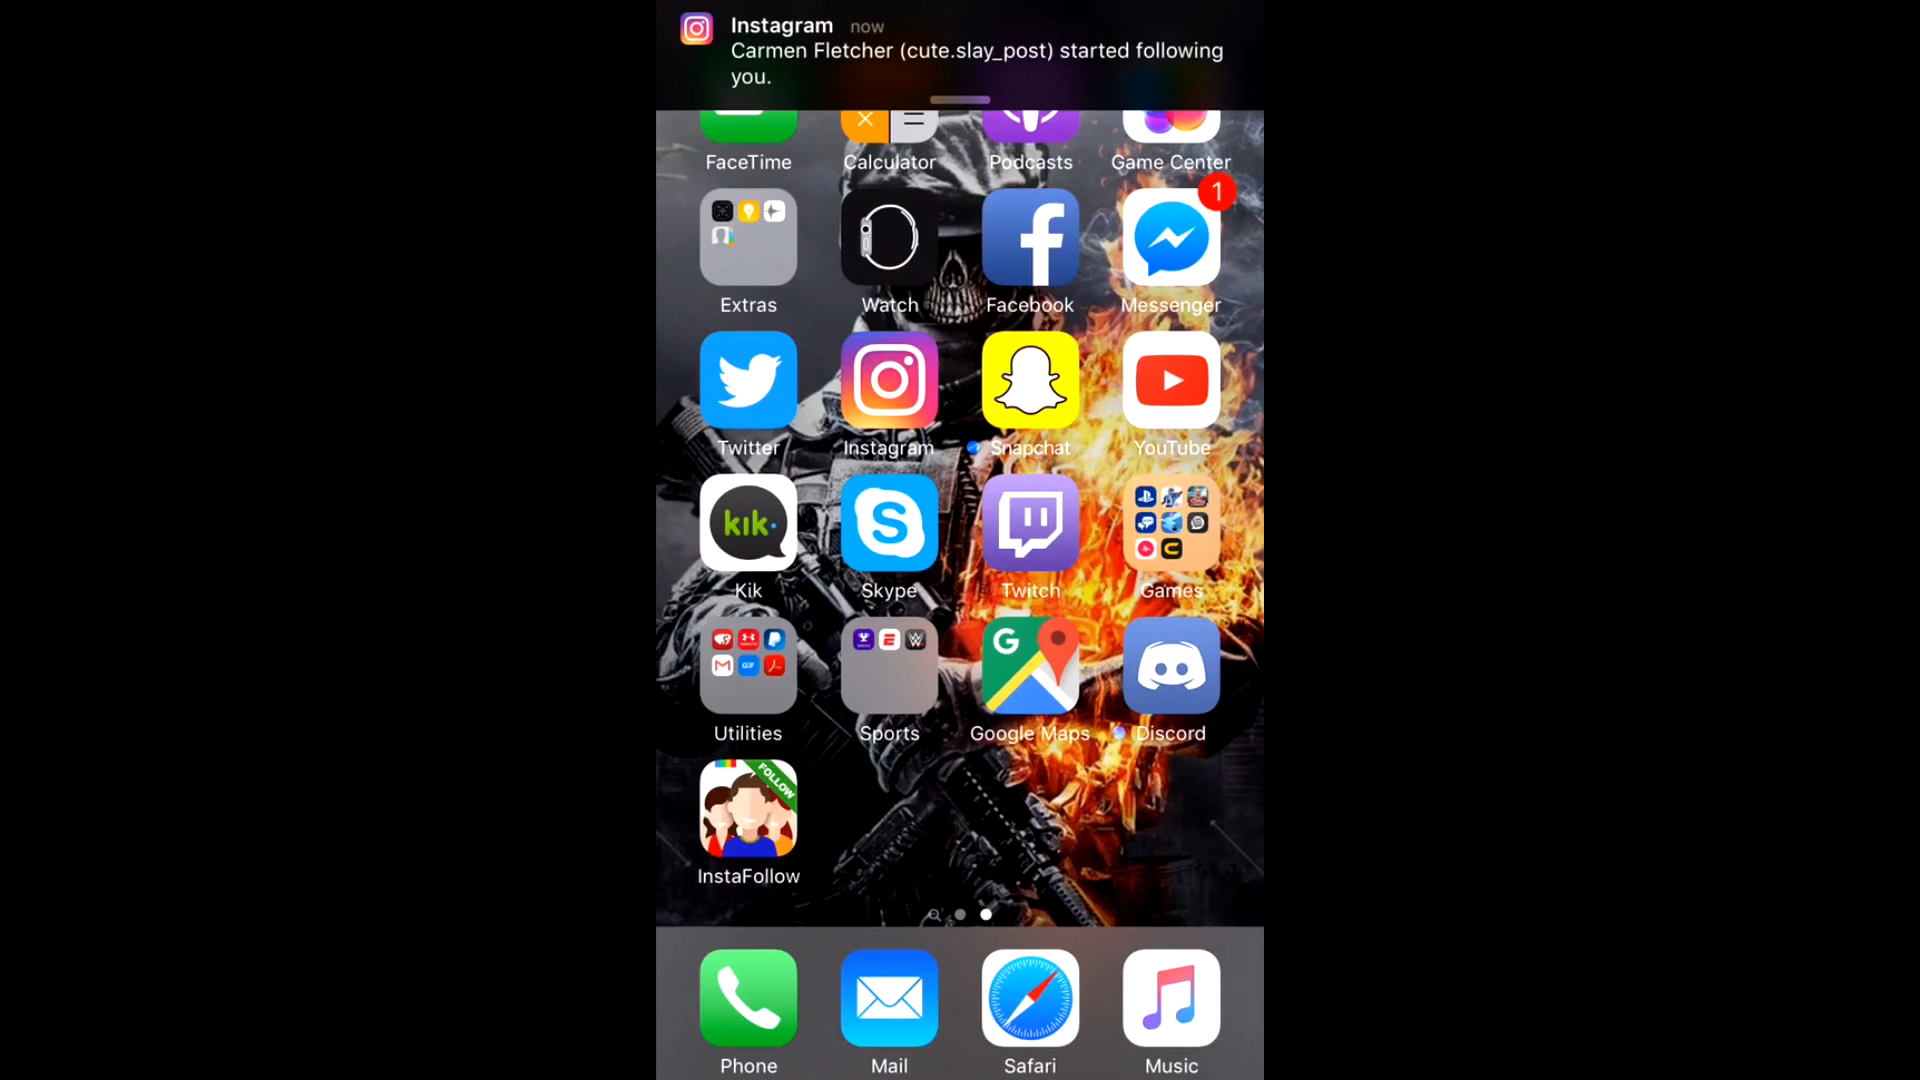 Instagram now
Carmen Fletcher (cute.slay_post) started following
you.
FaceTime Calculator Podcasts Game Center
1
Extras Watch Facebook Messenger
Twitter Instagram Snapchat YouTube
kik.
Kik Skype Twitch Games
G
Utilities Sports Google Maps Discord
FOLLOW
InstaFollow
Phone Mail Safari Music